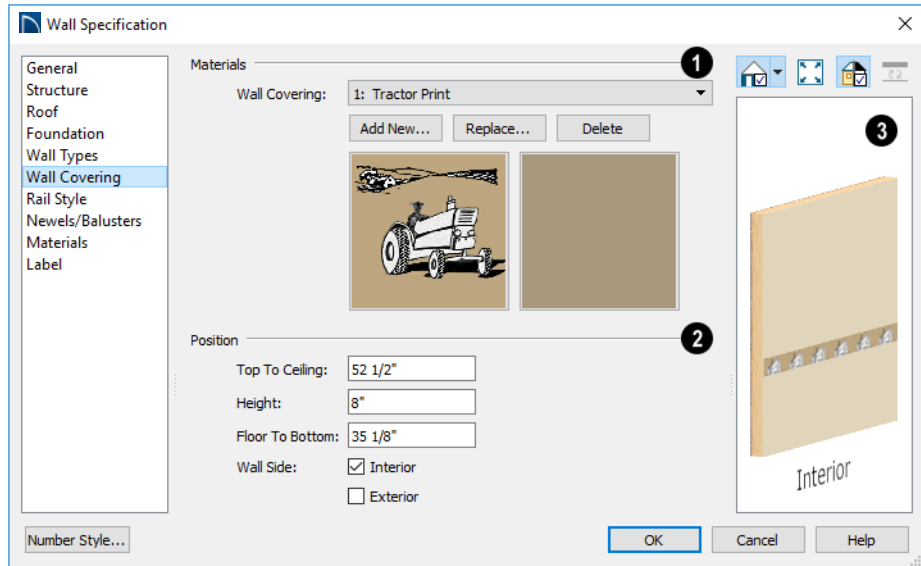 Wall Specification
General
Structure
Roof
Foundation
Wall Types
Wall Covering
Rail Style
Newels/Balusters
Materials
Label
Number Style...
Materials
1
Wall Covering:
1: Tractor Print
Add New...
Replace...
Delete
Position
2
Top To Ceiling:
52 1/2"
Height:
8"
Floor To Bottom:
35 1/8"
Wall Side:
Interior
Exterior
3
Interior
OK
Cancel
Help